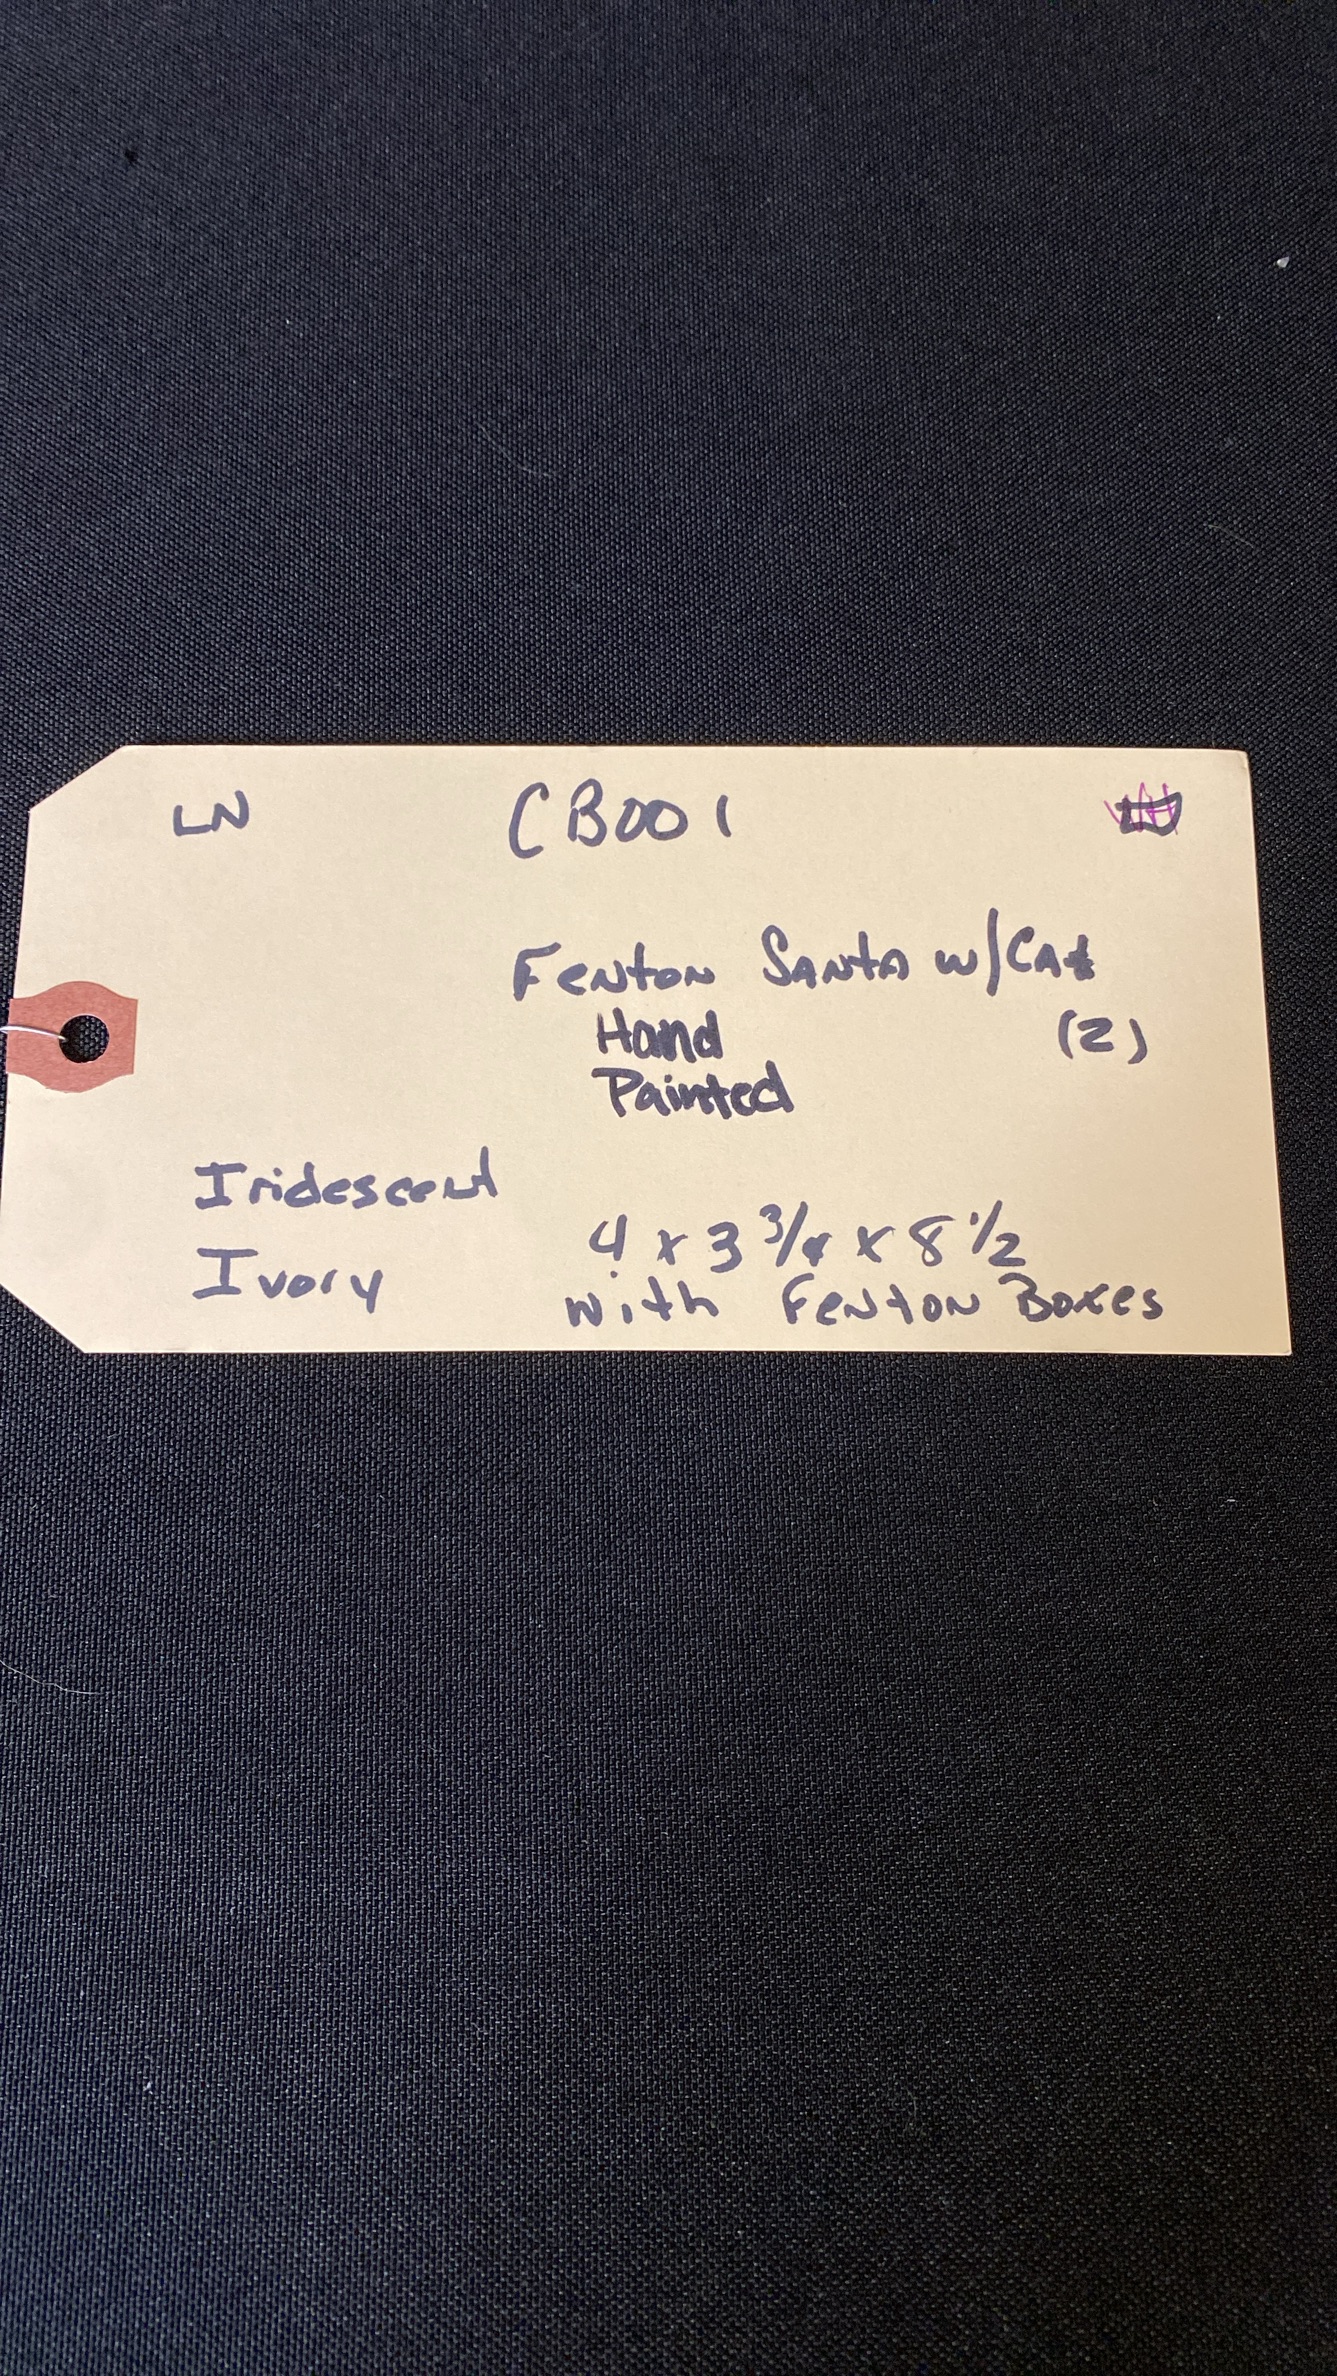 LN CB001
Fenton Santa w/Cat
Hand (2)
Painted
Iridescent
4 x 3 3/4 x 8 1/2
Ivory
with Fenton Boxes